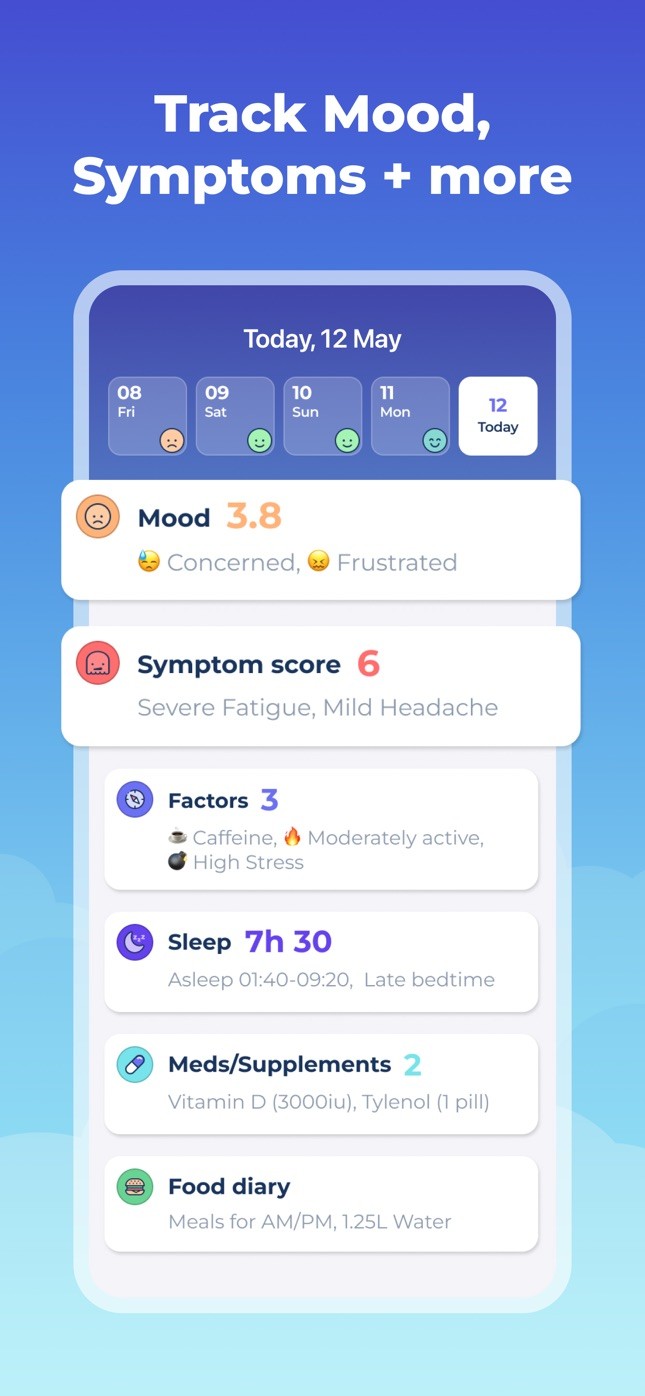 Track Mood,
Symptoms + more
Today, 12 May
08
Fri
09
Sat
10
Sun
11
Mon
12
Today
Mood 3.8
😓 Concerned, 😖 Frustrated
Symptom score 6
Severe Fatigue, Mild Headache
Factors 3
☕ Caffeine, 🔥 Moderately active,
💣 High Stress
Sleep 7h 30
Asleep 01:40-09:20, Late bedtime
Meds/Supplements 2
Vitamin D (3000iu), Tylenol (1 pill)
Food diary
Meals for AM/PM, 1.25L Water